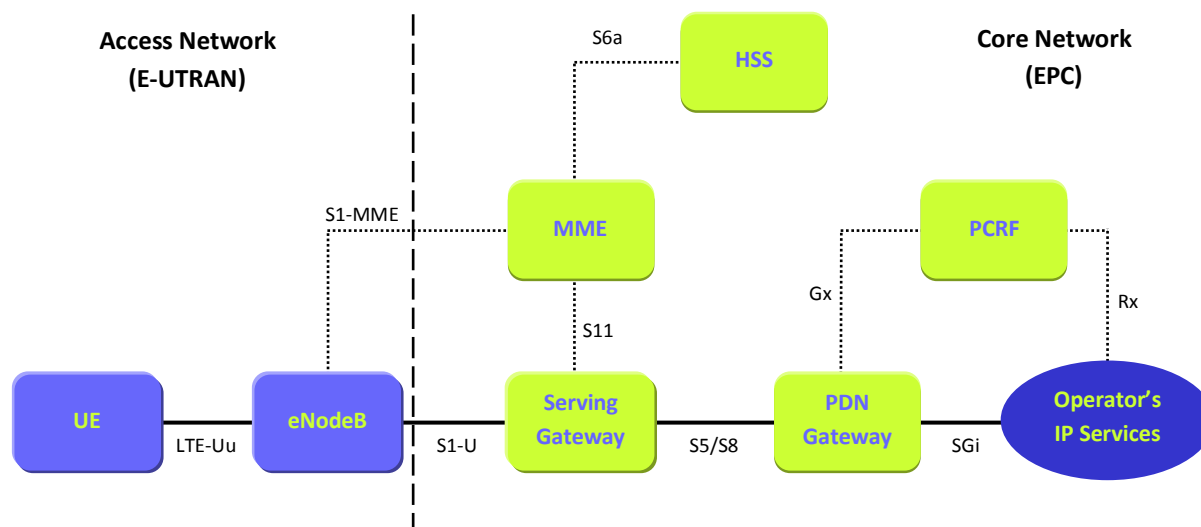 Access Network
(E-UTRAN)
S6a
HSS
Core Network
(EPC)
S1-MME
MME
PCRF
Gx
Rx
S11
UE
LTE-Uu
eNodeB
S1-U
Serving
Gateway
S5/S8
PDN
Gateway
SGi
Operator’s
IP Services